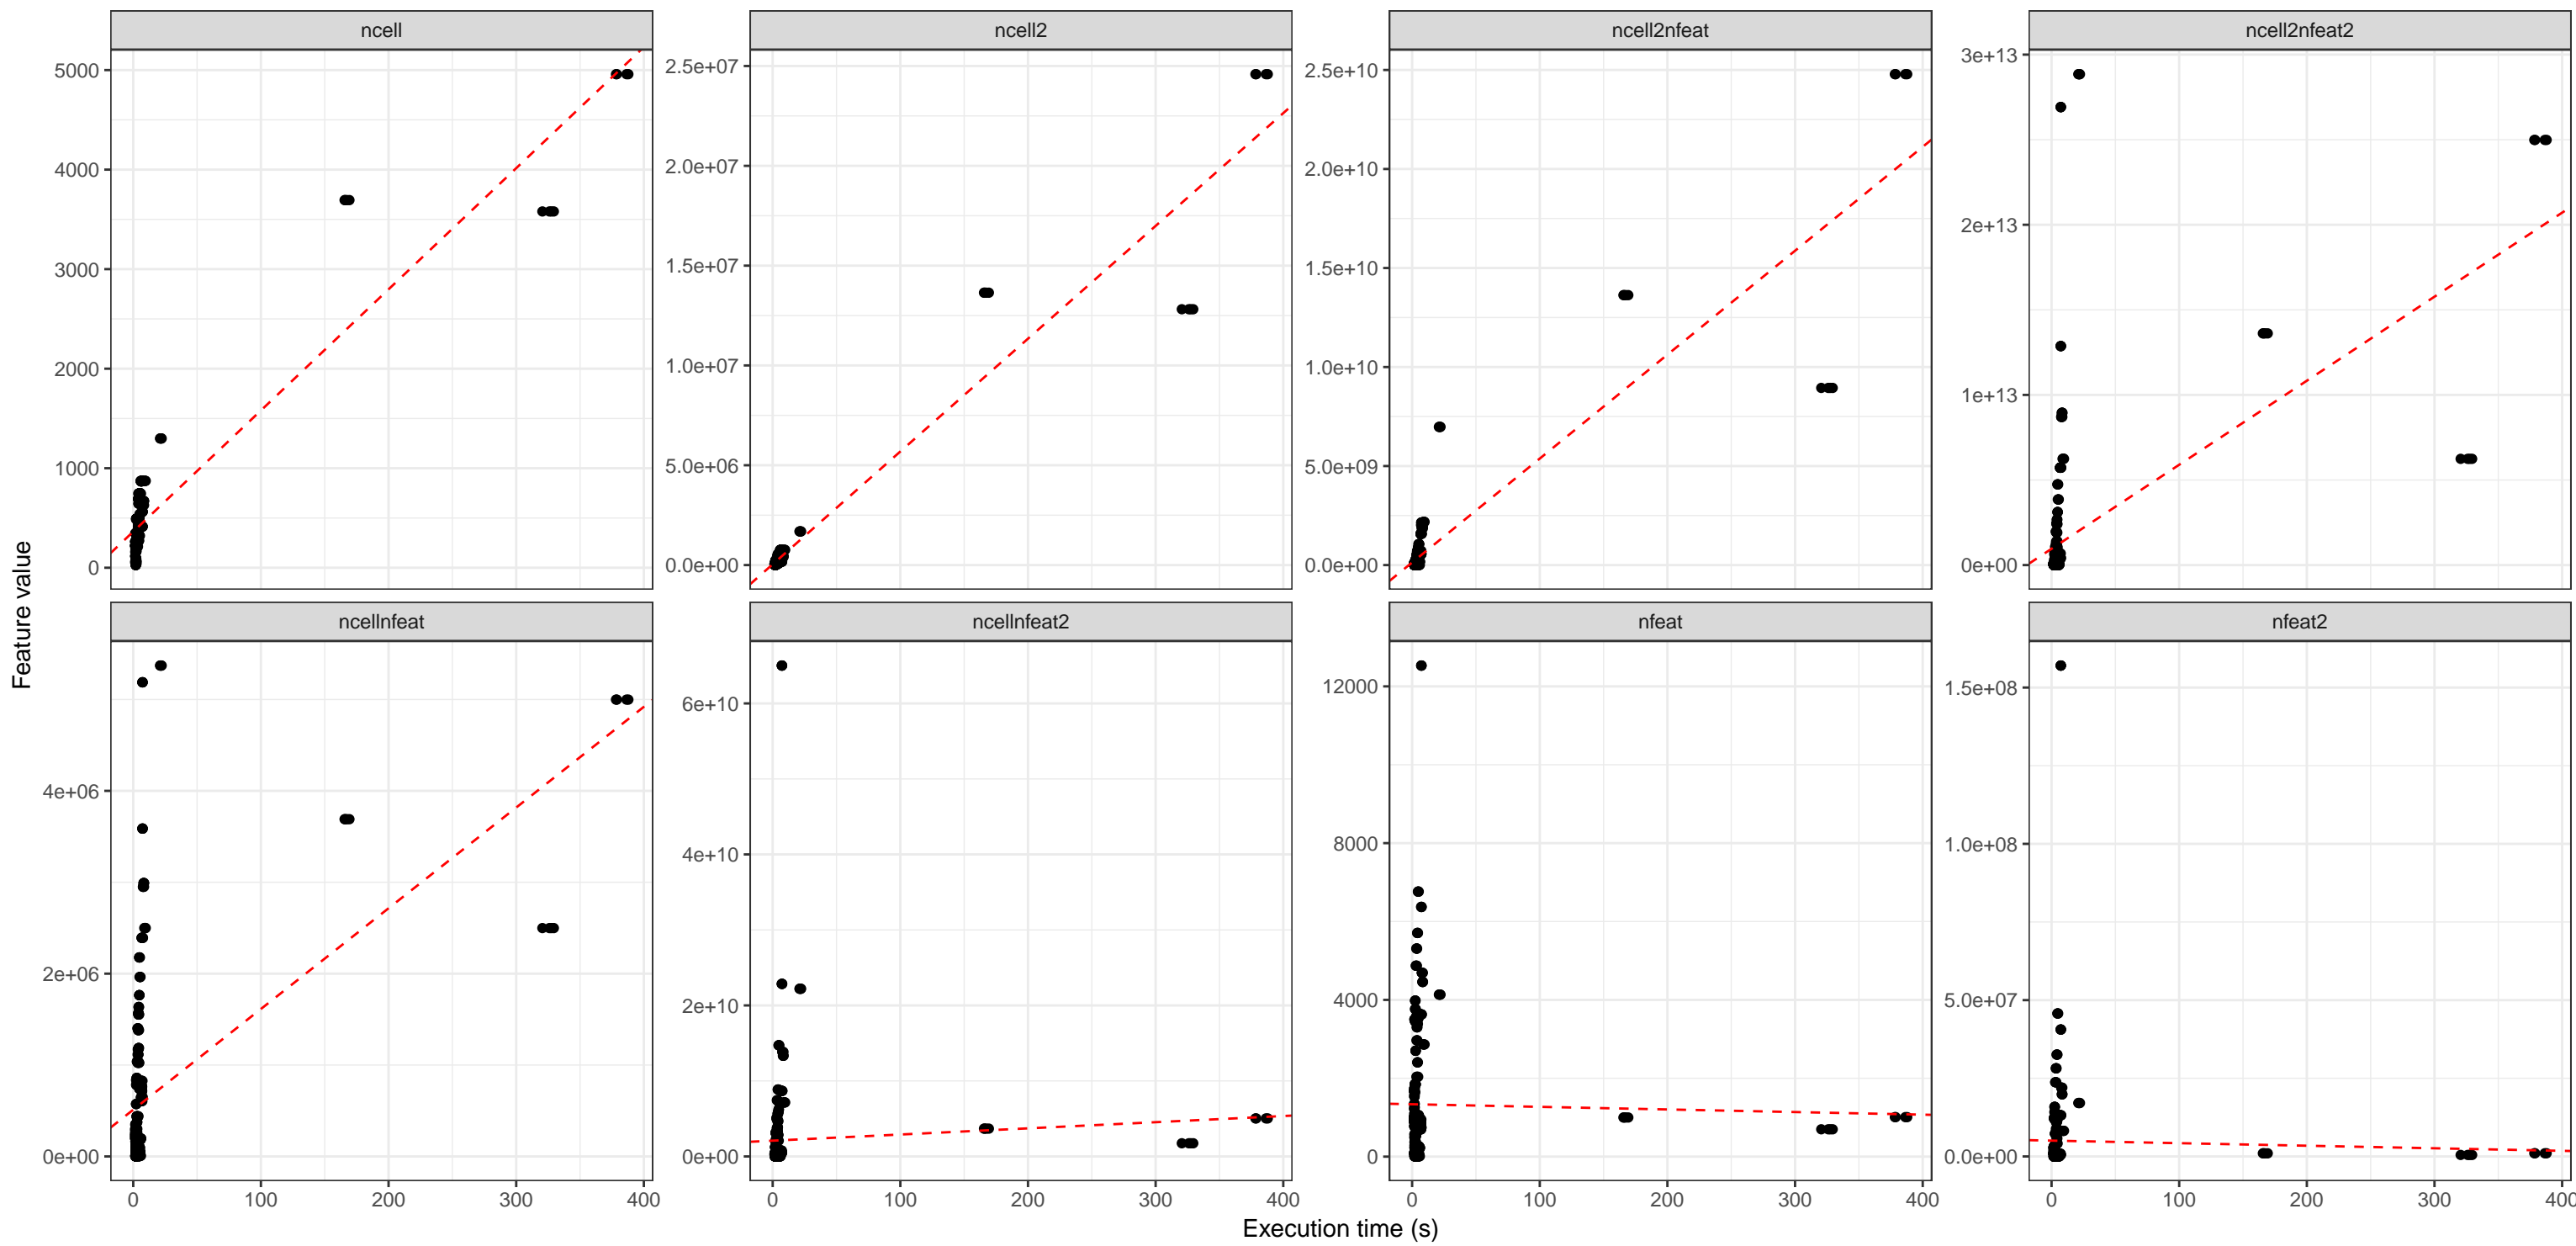 ncell
ncell2
ncell2nfeat
ncell2nfeat2
5000
4000
3000
2000
1000
0
2.5e+07
2.0e+07
1.5e+07
1.0e+07
5.0e+06
0.0e+00
2.5e+10
2.0e+10
1.5e+10
1.0e+10
5.0e+09
0.0e+00
3e+13
2e+13
1e+13
0e+00
Feature value
ncellnfeat
ncellnfeat2
nfeat
nfeat2
4e+06
2e+06
0e+00
6e+10
4e+10
2e+10
0e+00
12000
8000
4000
0
1.5e+08
1.0e+08
5.0e+07
0.0e+00
0 100 200 300 400
0 100 200 300 400
0 100 200 300 400
0 100 200 300 400
Execution time (s)